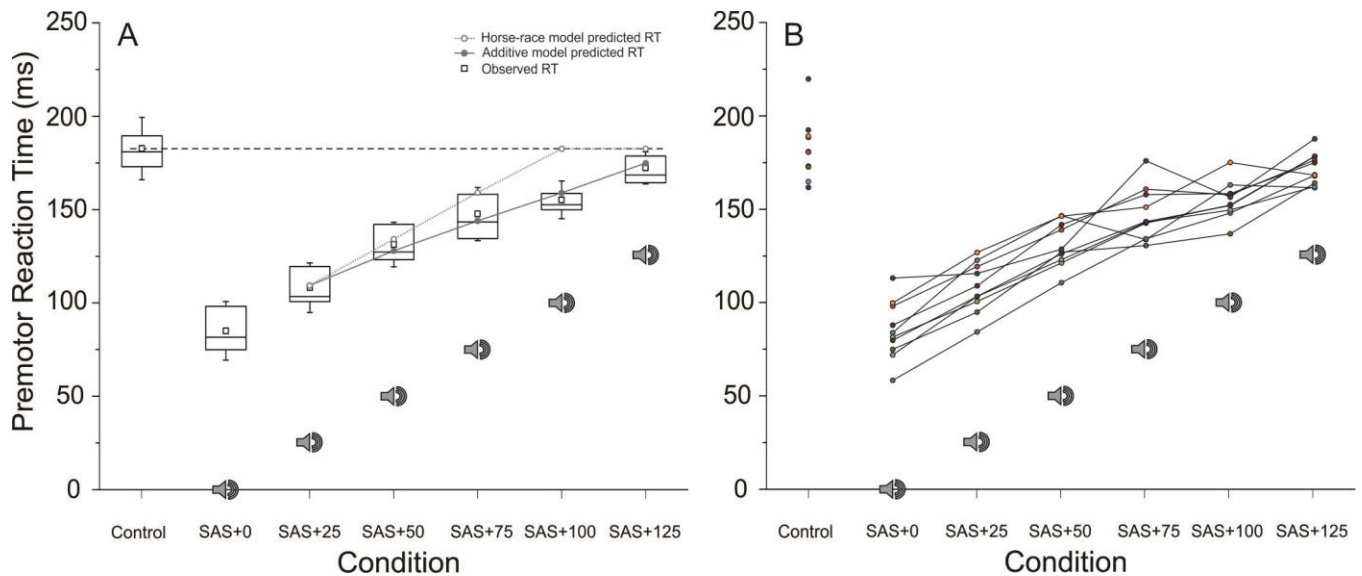 A
Horse-race model predicted RT
Additive model predicted RT
Observed RT
Premotor Reaction Time (ms)
250
200
150
100
50
0
Control SAS+0 SAS+25 SAS+50 SAS+75 SAS+100 SAS+125
Condition
B
250
200
150
100
50
0
Control SAS+0 SAS+25 SAS+50 SAS+75 SAS+100 SAS+125
Condition